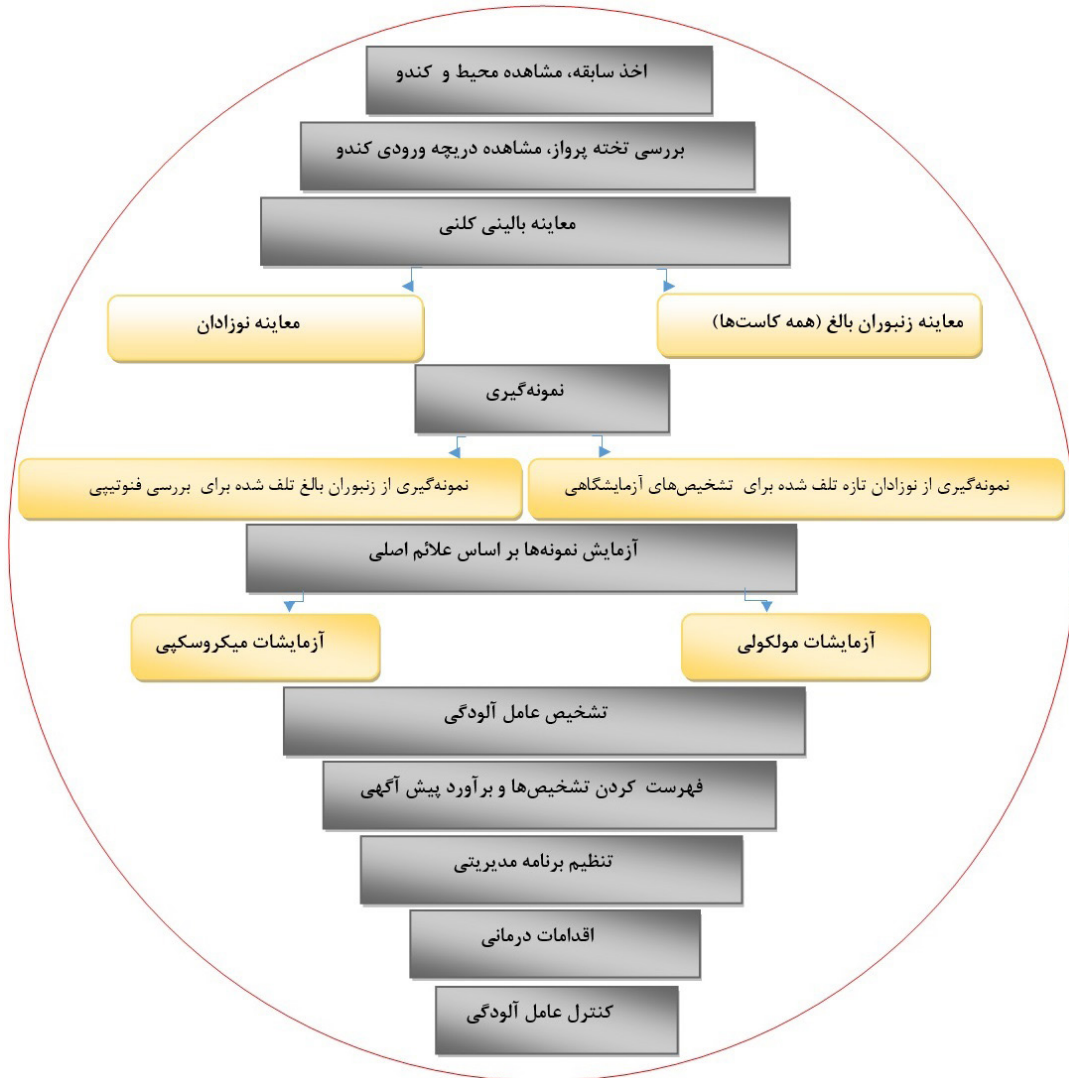 اخذ سابقه، مشاهده محیط و کندو
بررسی تخته پرواز، مشاهده دریچه ورودی کندو
معاینه بالینی کلنی
معاینه زنبوران بالغ (همه کاست‌ها)
معاینه نوزادان
نمونه‌گیری
نمونه‌گیری از نوزادان تازه تلف شده برای تشخیص‌های آزمایشگاهی
نمونه‌گیری از زنبوران بالغ تلف شده برای بررسی فنوتیپی
آزمایش نمونه‌ها بر اساس علائم اصلی
آزمایشات مولکولی
آزمایشات میکروسکپی
تشخیص عامل آلودگی
فهرست کردن تشخیص‌ها و برآورد پیش آگهی
تنظیم برنامه مدیریتی
اقدامات درمانی
کنترل عامل آلودگی